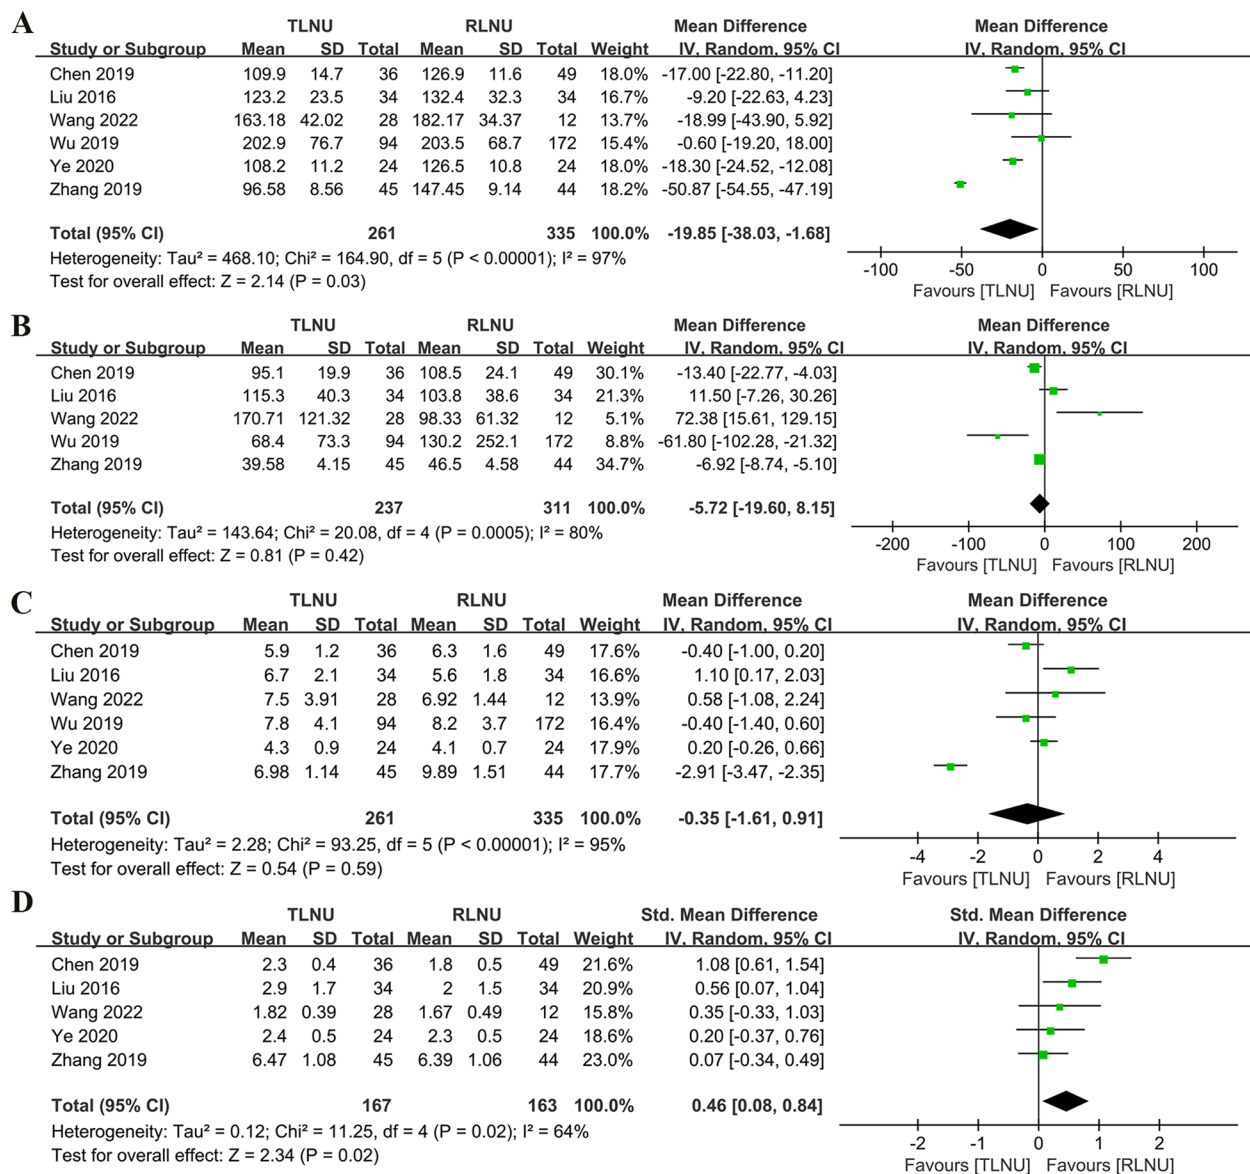 A
TLNU RLNU Mean Difference Mean Difference
Study or Subgroup Mean SD Total Mean SD Total Weight IV, Random, 95% CI IV, Random, 95% CI
Chen 2019 109.9 14.7 36 126.9 11.6 49 18.0% -17.00 [-22.80, -11.20]
Liu 2016 123.2 23.5 34 132.4 32.3 34 16.7% -9.20 [-22.63, 4.23]
Wang 2022 163.18 42.02 28 182.17 34.37 12 13.7% -18.99 [-43.90, 5.92]
Wu 2019 202.9 76.7 94 203.5 68.7 172 15.4% -0.60 [-19.20, 18.00]
Ye 2020 108.2 11.2 24 126.5 10.8 24 18.0% -18.30 [-24.52, -12.08]
Zhang 2019 96.58 8.56 45 147.45 9.14 44 18.2% -50.87 [-54.55, -47.19]
Total (95% CI) 261 335 100.0% -19.85 [-38.03, -1.68]
Heterogeneity: Tau² = 468.10; Chi² = 164.90, df = 5 (P < 0.00001); I² = 97%
Test for overall effect: Z = 2.14 (P = 0.03)
-100 -50 0 50 100
Favours [TLNU] Favours [RLNU]
B
TLNU RLNU Mean Difference Mean Difference
Study or Subgroup Mean SD Total Mean SD Total Weight IV, Random, 95% CI IV, Random, 95% CI
Chen 2019 95.1 19.9 36 108.5 24.1 49 30.1% -13.40 [-22.77, -4.03]
Liu 2016 115.3 40.3 34 103.8 38.6 34 21.3% 11.50 [-7.26, 30.26]
Wang 2022 170.71 121.32 28 98.33 61.32 12 5.1% 72.38 [15.61, 129.15]
Wu 2019 68.4 73.3 94 130.2 252.1 172 8.8% -61.80 [-102.28, -21.32]
Zhang 2019 39.58 4.15 45 46.5 4.58 44 34.7% -6.92 [-8.74, -5.10]
Total (95% CI) 237 311 100.0% -5.72 [-19.60, 8.15]
Heterogeneity: Tau² = 143.64; Chi² = 20.08, df = 4 (P = 0.0005); I² = 80%
Test for overall effect: Z = 0.81 (P = 0.42)
-200 -100 0 100 200
Favours [TLNU] Favours [RLNU]
C
TLNU RLNU Mean Difference Mean Difference
Study or Subgroup Mean SD Total Mean SD Total Weight IV, Random, 95% CI IV, Random, 95% CI
Chen 2019 5.9 1.2 36 6.3 1.6 49 17.6% -0.40 [-1.00, 0.20]
Liu 2016 6.7 2.1 34 5.6 1.8 34 16.6% 1.10 [0.17, 2.03]
Wang 2022 7.5 3.91 28 6.92 1.44 12 13.9% 0.58 [-1.08, 2.24]
Wu 2019 7.8 4.1 94 8.2 3.7 172 16.4% -0.40 [-1.40, 0.60]
Ye 2020 4.3 0.9 24 4.1 0.7 24 17.9% 0.20 [-0.26, 0.66]
Zhang 2019 6.98 1.14 45 9.89 1.51 44 17.7% -2.91 [-3.47, -2.35]
Total (95% CI) 261 335 100.0% -0.35 [-1.61, 0.91]
Heterogeneity: Tau² = 2.28; Chi² = 93.25, df = 5 (P < 0.00001); I² = 95%
Test for overall effect: Z = 0.54 (P = 0.59)
-4 -2 0 2 4
Favours [TLNU] Favours [RLNU]
D
TLNU RLNU Std. Mean Difference Std. Mean Difference
Study or Subgroup Mean SD Total Mean SD Total Weight IV, Random, 95% CI IV, Random, 95% CI
Chen 2019 2.3 0.4 36 1.8 0.5 49 21.6% 1.08 [0.61, 1.54]
Liu 2016 2.9 1.7 34 2 1.5 34 20.9% 0.56 [0.07, 1.04]
Wang 2022 1.82 0.39 28 1.67 0.49 12 15.8% 0.35 [-0.33, 1.03]
Ye 2020 2.4 0.5 24 2.3 0.5 24 18.6% 0.20 [-0.37, 0.76]
Zhang 2019 6.47 1.08 45 6.39 1.06 44 23.0% 0.07 [-0.34, 0.49]
Total (95% CI) 167 163 100.0% 0.46 [0.08, 0.84]
Heterogeneity: Tau² = 0.12; Chi² = 11.25, df = 4 (P = 0.02); I² = 64%
Test for overall effect: Z = 2.34 (P = 0.02)
-2 -1 0 1 2
Favours [TLNU] Favours [RLNU]